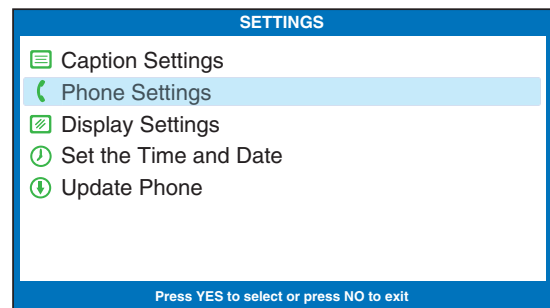 SETTINGS
Caption Settings
Phone Settings
Display Settings
Set the Time and Date
Update Phone
Press YES to select or press NO to exit